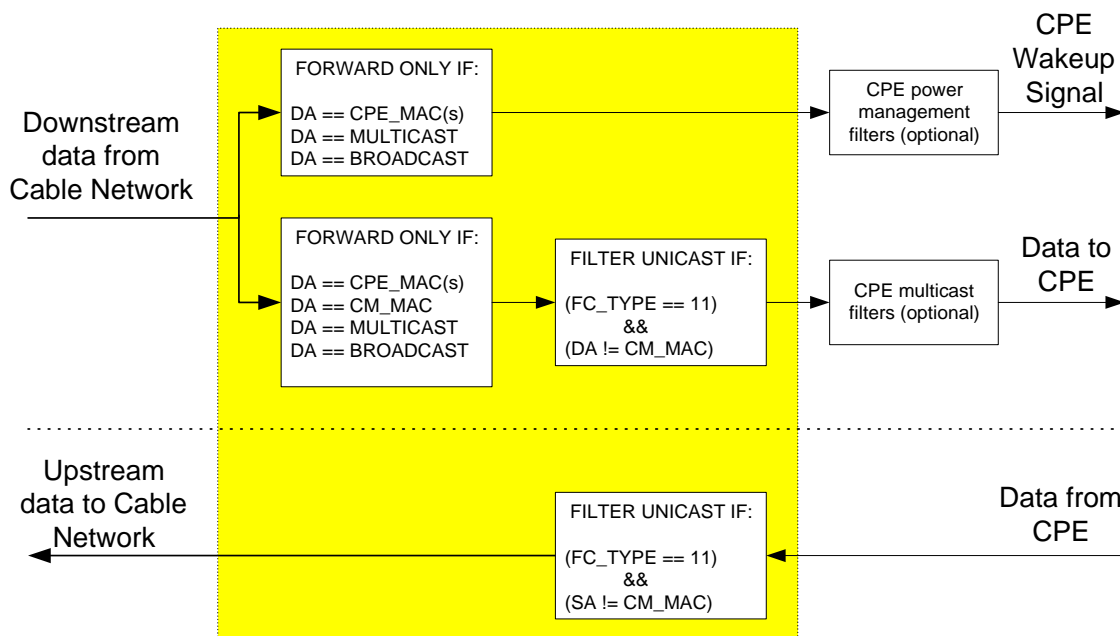 CPE
Wakeup
Signal
FORWARD ONLY IF:
DA == CPE_MAC(s)
DA == MULTICAST
DA == BROADCAST
CPE power
management
filters (optional)
Downstream
data from
Cable Network
FORWARD ONLY IF:
DA == CPE_MAC(s)
DA == CM_MAC
DA == MULTICAST
DA == BROADCAST
FILTER UNICAST IF:
(FC_TYPE == 11)
&&
(DA != CM_MAC)
CPE multicast
filters (optional)
Data to
CPE
Upstream
data to Cable
Network
FILTER UNICAST IF:
(FC_TYPE == 11)
&&
(SA != CM_MAC)
Data from
CPE